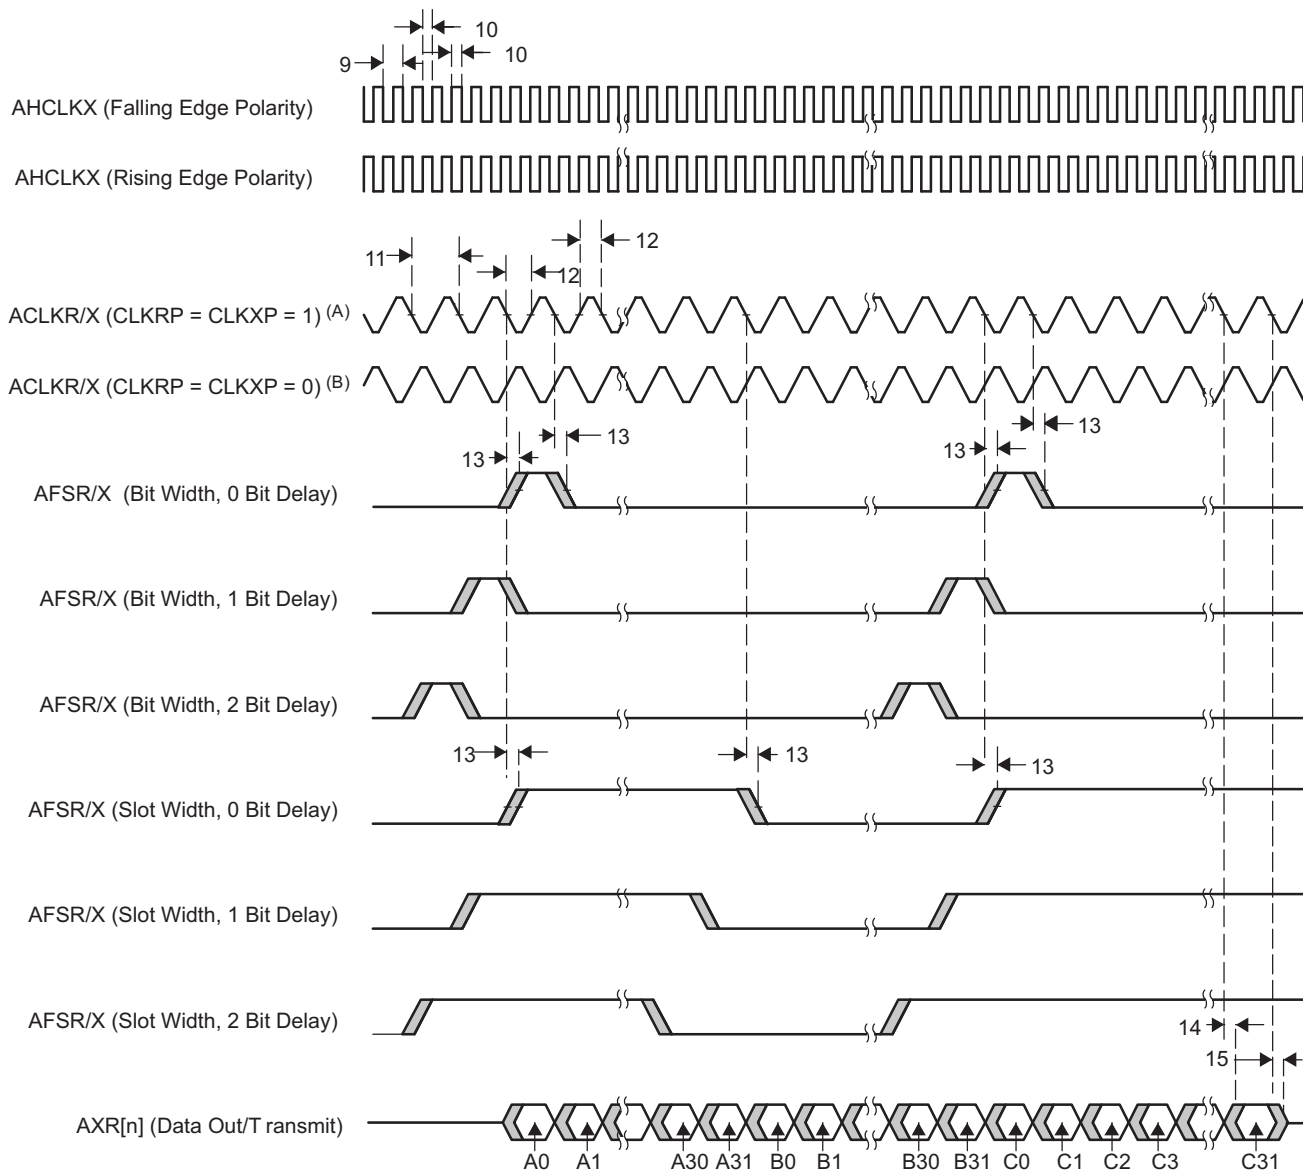 10
10
9
AHCLKX (Falling Edge Polarity)
AHCLKX (Rising Edge Polarity)
12
11
12
ACLKR/X (CLKRP = CLKXP = 1) (A)
ACLKR/X (CLKRP = CLKXP = 0) (B)
13
13
13
13
AFSR/X (Bit Width, 0 Bit Delay)
AFSR/X (Bit Width, 1 Bit Delay)
AFSR/X (Bit Width, 2 Bit Delay)
13
13
13
AFSR/X (Slot Width, 0 Bit Delay)
AFSR/X (Slot Width, 1 Bit Delay)
AFSR/X (Slot Width, 2 Bit Delay)
14
15
AXR[n] (Data Out/T ransmit)
A0 A1 A30 A31 B0 B1 B30 B31 C0 C1 C2 C3 C31